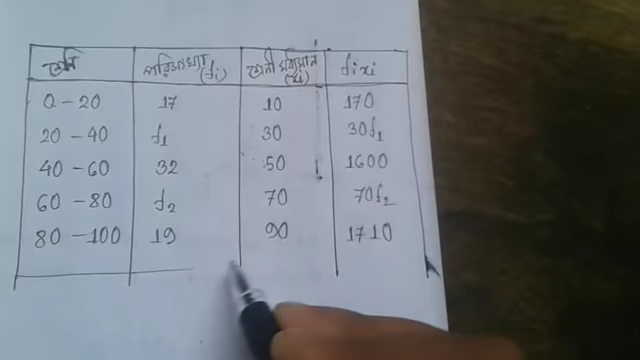 শ্রেণি পরিসংখ্যা (fi) শ্রেণী মধ্যমান (xi) fixi
0-20 17 10 170
20-40 f1 30 30f1
40-60 32 50 1600
60-80 f2 70 70f2
80-100 19 90 1710